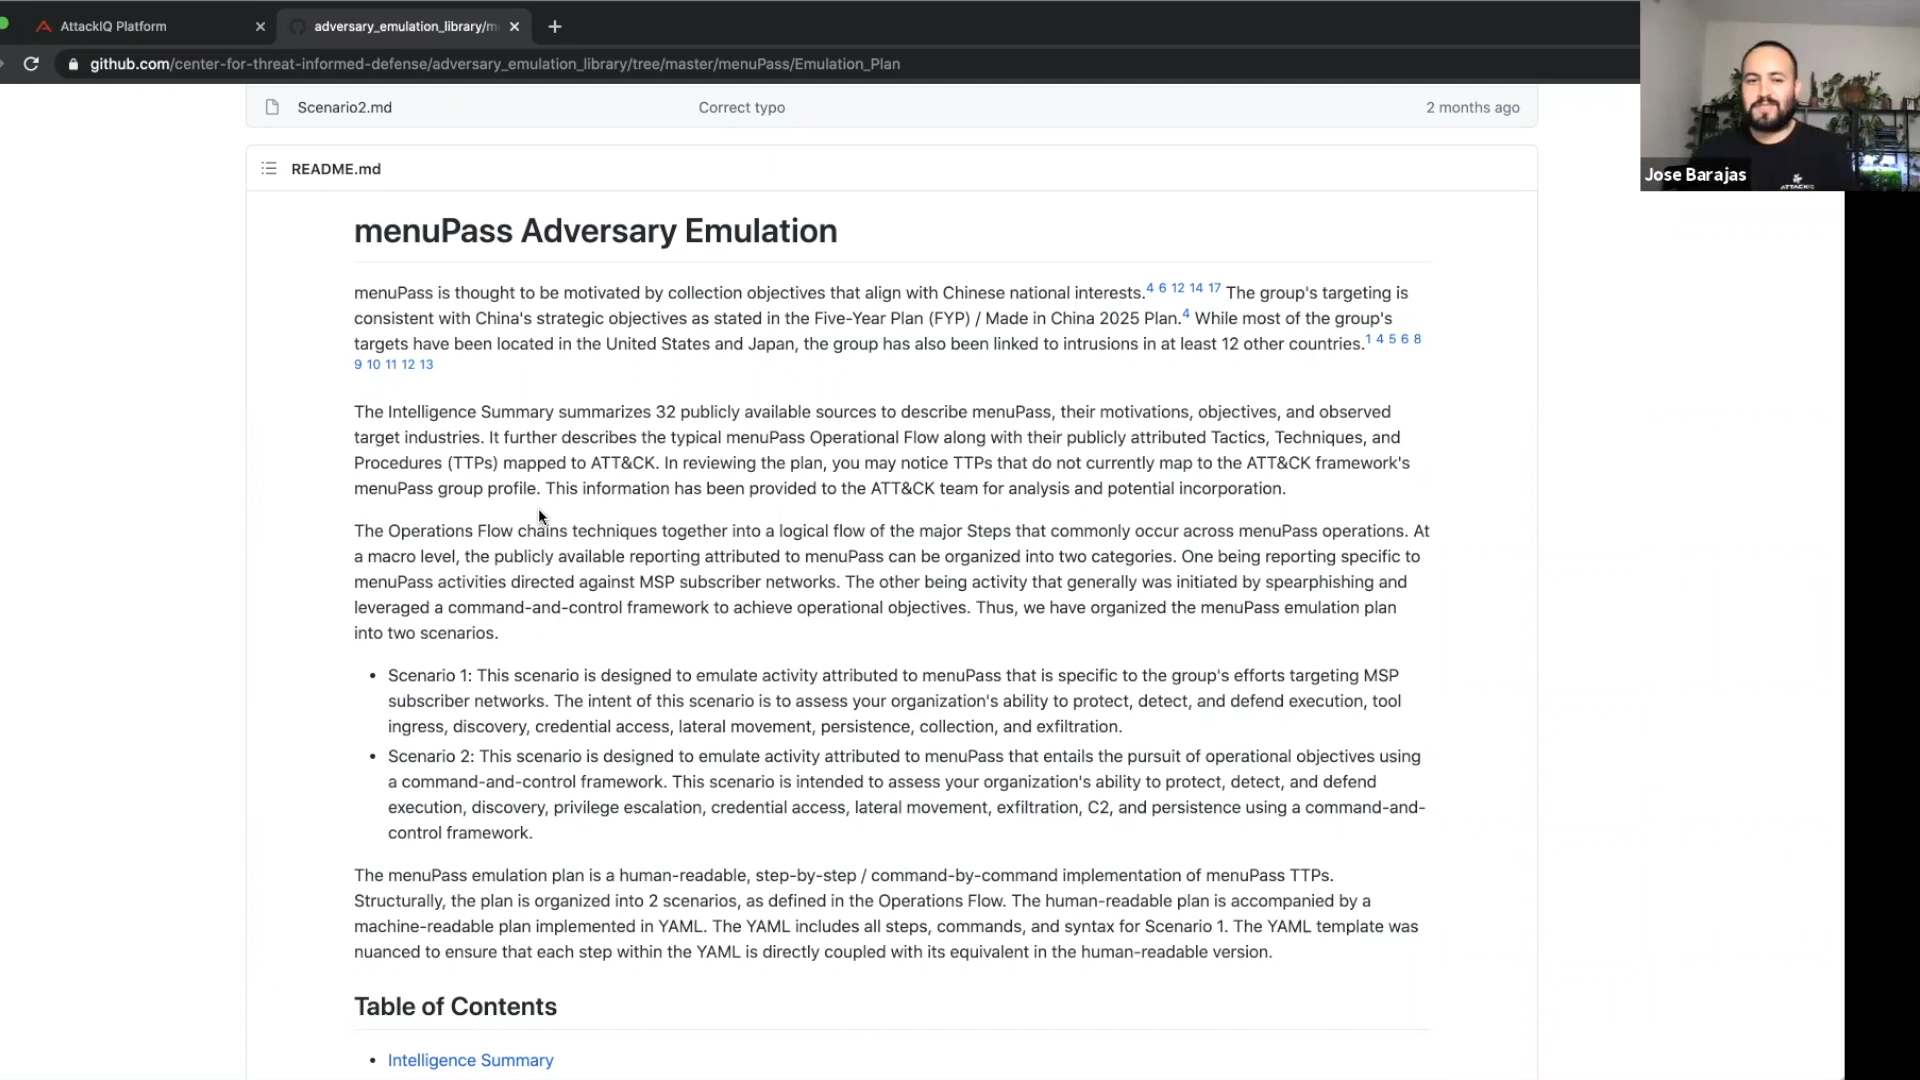 AttackIQ Platform
adversary_emulation_library/m
github.com/center-for-threat-informed-defense/adversary_emulation_library/tree/master/menuPass/Emulation_Plan
Scenario2.md Correct typo 2 months ago
Jose Barajas
README.md
menuPass Adversary Emulation
menuPass is thought to be motivated by collection objectives that align with Chinese national interests.4 6 12 14 17 The group's targeting is
consistent with China's strategic objectives as stated in the Five-Year Plan (FYP) / Made in China 2025 Plan.4 While most of the group's
targets have been located in the United States and Japan, the group has also been linked to intrusions in at least 12 other countries.1 4 5 6 8
9 10 11 12 13
The Intelligence Summary summarizes 32 publicly available sources to describe menuPass, their motivations, objectives, and observed
target industries. It further describes the typical menuPass Operational Flow along with their publicly attributed Tactics, Techniques, and
Procedures (TTPs) mapped to ATT&CK. In reviewing the plan, you may notice TTPs that do not currently map to the ATT&CK framework's
menuPass group profile. This information has been provided to the ATT&CK team for analysis and potential incorporation.
The Operations Flow chains techniques together into a logical flow of the major Steps that commonly occur across menuPass operations. At
a macro level, the publicly available reporting attributed to menuPass can be organized into two categories. One being reporting specific to
menuPass activities directed against MSP subscriber networks. The other being activity that generally was initiated by spearphishing and
leveraged a command-and-control framework to achieve operational objectives. Thus, we have organized the menuPass emulation plan
into two scenarios.
• Scenario 1: This scenario is designed to emulate activity attributed to menuPass that is specific to the group's efforts targeting MSP
subscriber networks. The intent of this scenario is to assess your organization's ability to protect, detect, and defend execution, tool
ingress, discovery, credential access, lateral movement, persistence, collection, and exfiltration.
• Scenario 2: This scenario is designed to emulate activity attributed to menuPass that entails the pursuit of operational objectives using
a command-and-control framework. This scenario is intended to assess your organization's ability to protect, detect, and defend
execution, discovery, privilege escalation, credential access, lateral movement, exfiltration, C2, and persistence using a command-and-
control framework.
The menuPass emulation plan is a human-readable, step-by-step / command-by-command implementation of menuPass TTPs.
Structurally, the plan is organized into 2 scenarios, as defined in the Operations Flow. The human-readable plan is accompanied by a
machine-readable plan implemented in YAML. The YAML includes all steps, commands, and syntax for Scenario 1. The YAML template was
nuanced to ensure that each step within the YAML is directly coupled with its equivalent in the human-readable version.
Table of Contents
• Intelligence Summary